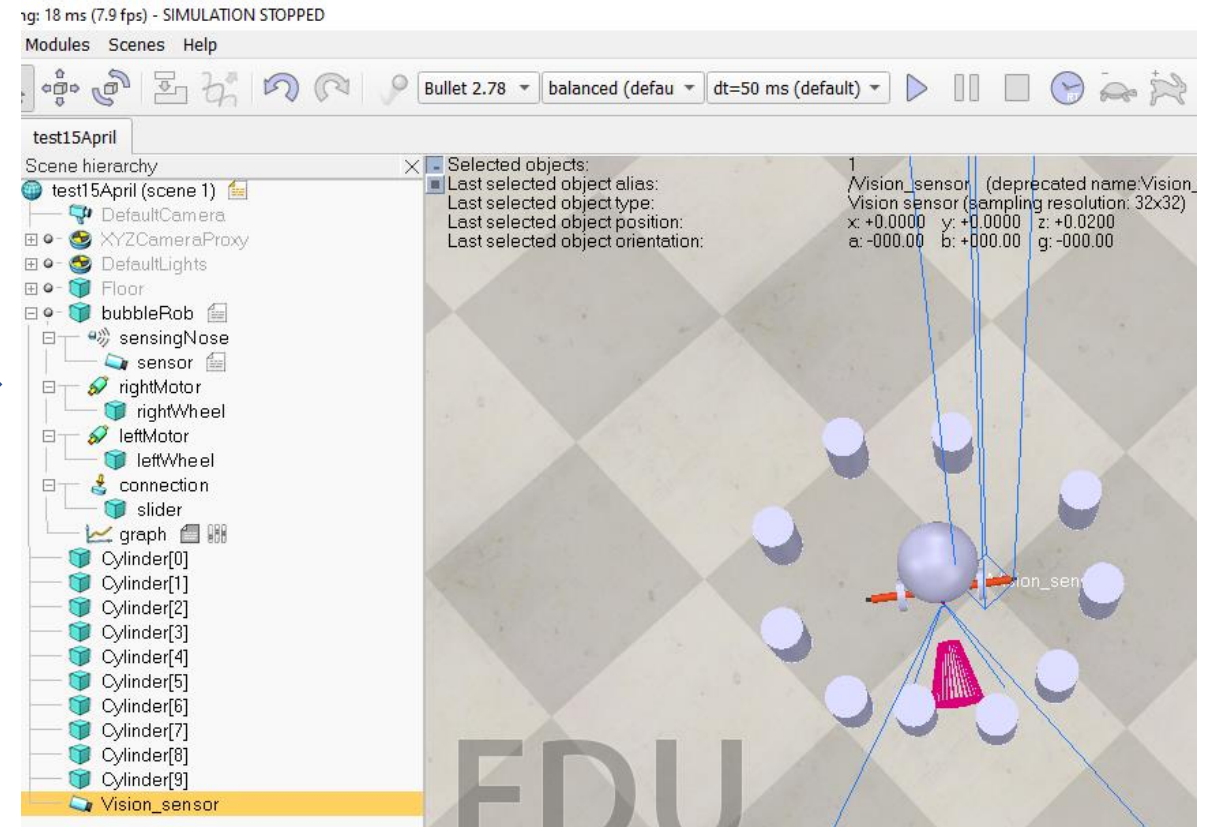 ng: 18 ms (7.9 fps) - SIMULATION STOPPED
Modules Scenes Help
Bullet 2.78 balanced (defau dt=50 ms (default)
test15April
Scene hierarchy
test15April (scene 1)
DefaultCamera
XYZCameraProxy
DefaultLights
Floor
bubbleRob
sensingNose
sensor
rightMotor
rightWheel
leftMotor
leftWheel
connection
slider
graph
Cylinder[0]
Cylinder[1]
Cylinder[2]
Cylinder[3]
Cylinder[4]
Cylinder[5]
Cylinder[6]
Cylinder[7]
Cylinder[8]
Cylinder[9]
Vision_sensor
Selected objects: 1
Last selected object alias: /Vision_sensor (deprecated name:Vision_
Last selected object type: Vision sensor (sampling resolution: 32x32)
Last selected object position: x: +0.0000 y: +0.0000 z: +0.0200
Last selected object orientation: a: -000.00 b: +000.00 g: -000.00
Vision_sen
EDU